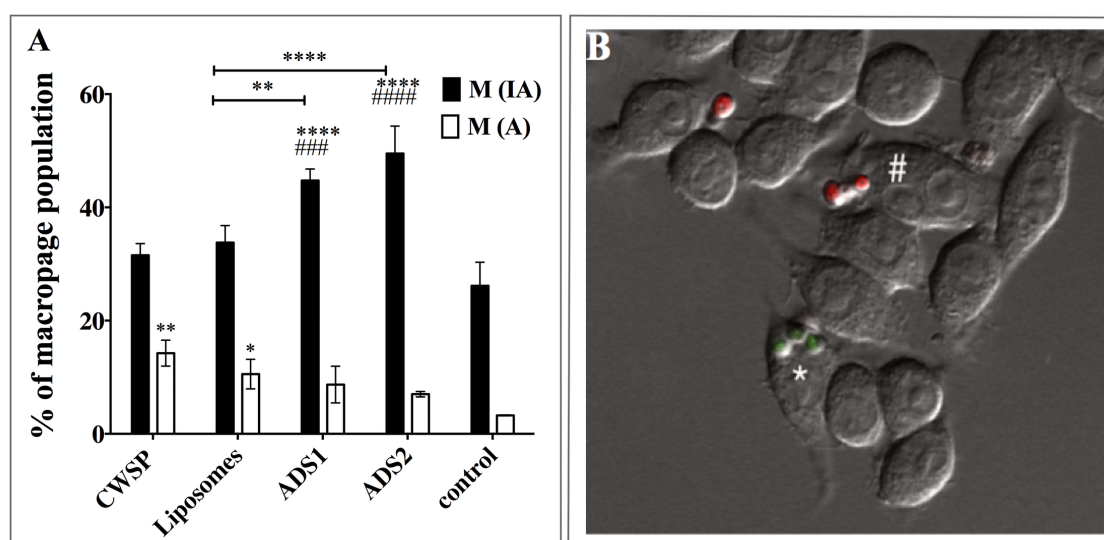 A
****
**
****
####
****
###
60
40
20
0
**
*
% of macropage population
M (IA)
M (A)
CWSP
Liposomes
ADS1
ADS2
control
B
#
*